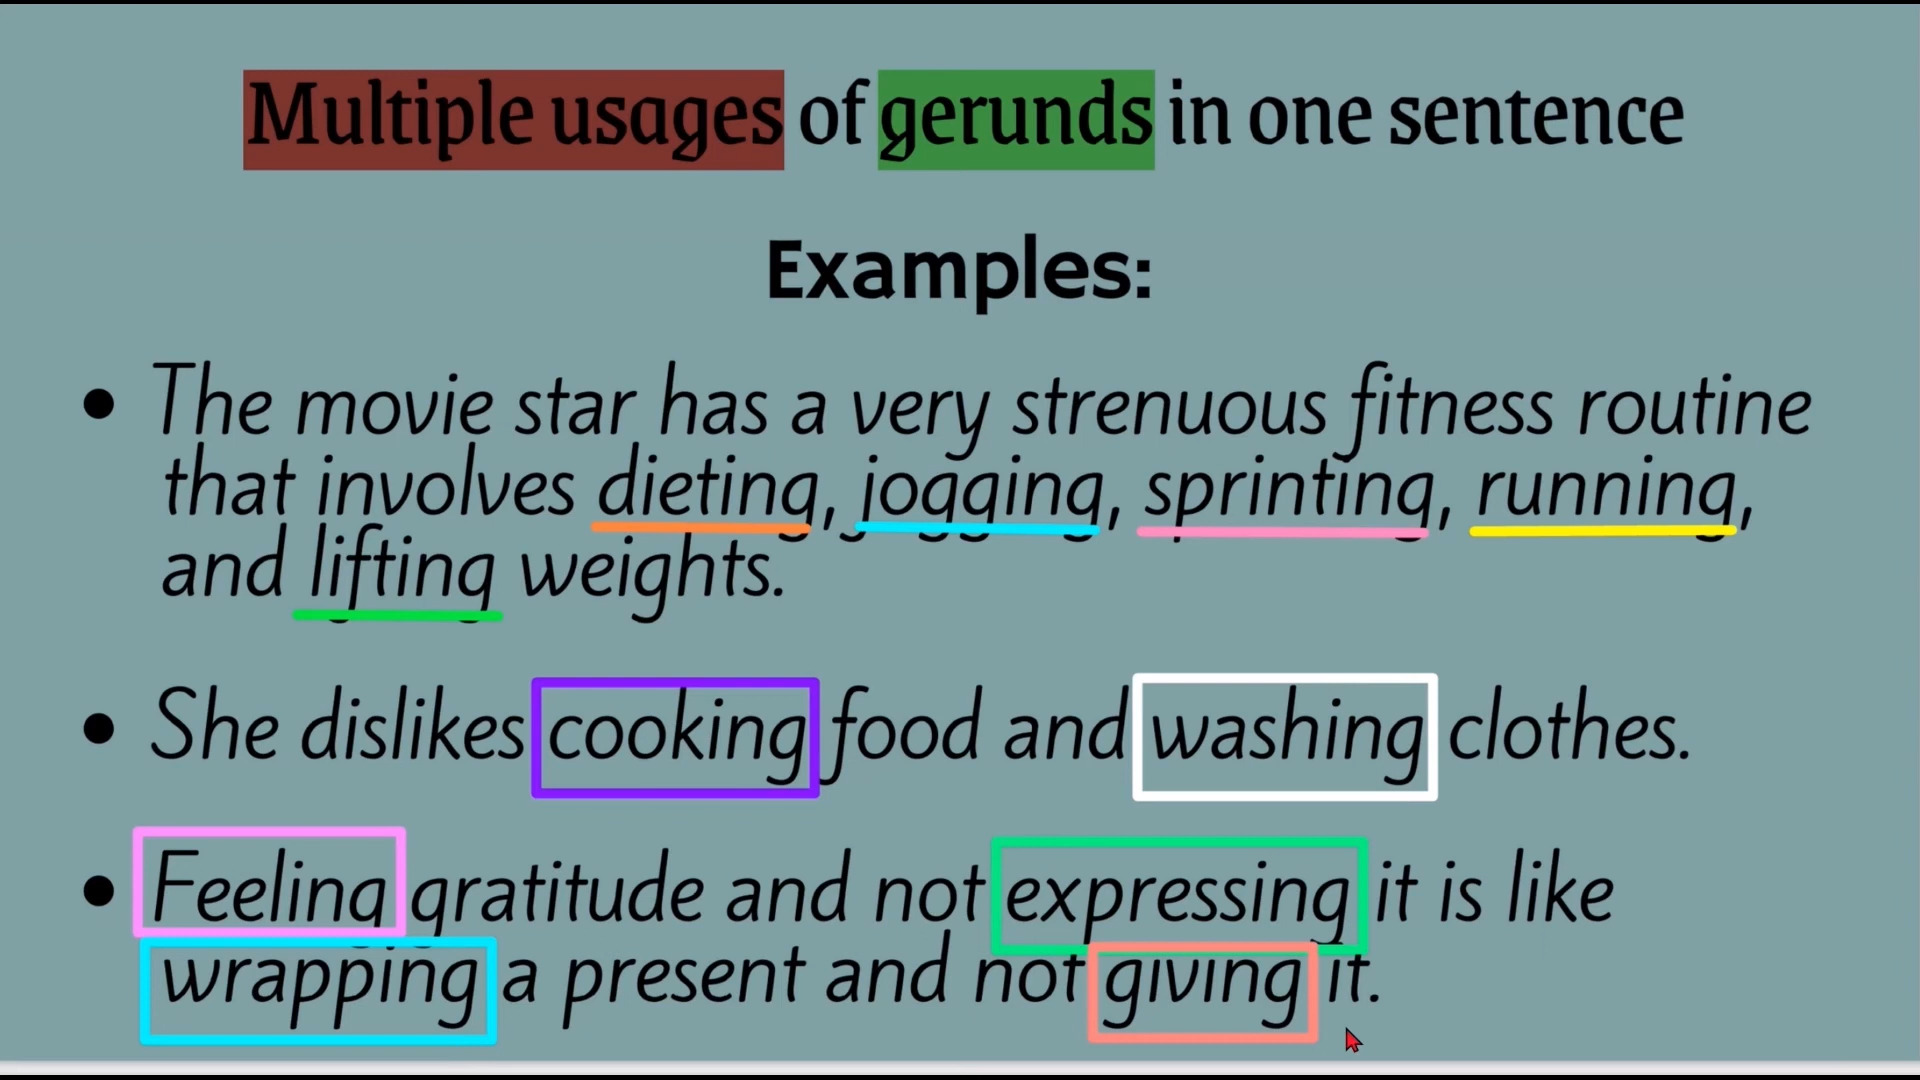 Multiple usages of gerunds in one sentence
Examples:
• The movie star has a very strenuous fitness routine
that involves dieting, jogging, sprinting, running,
and lifting weights.
• She dislikes cooking food and washing clothes.
• Feeling gratitude and not expressing it is like
wrapping a present and not giving it.